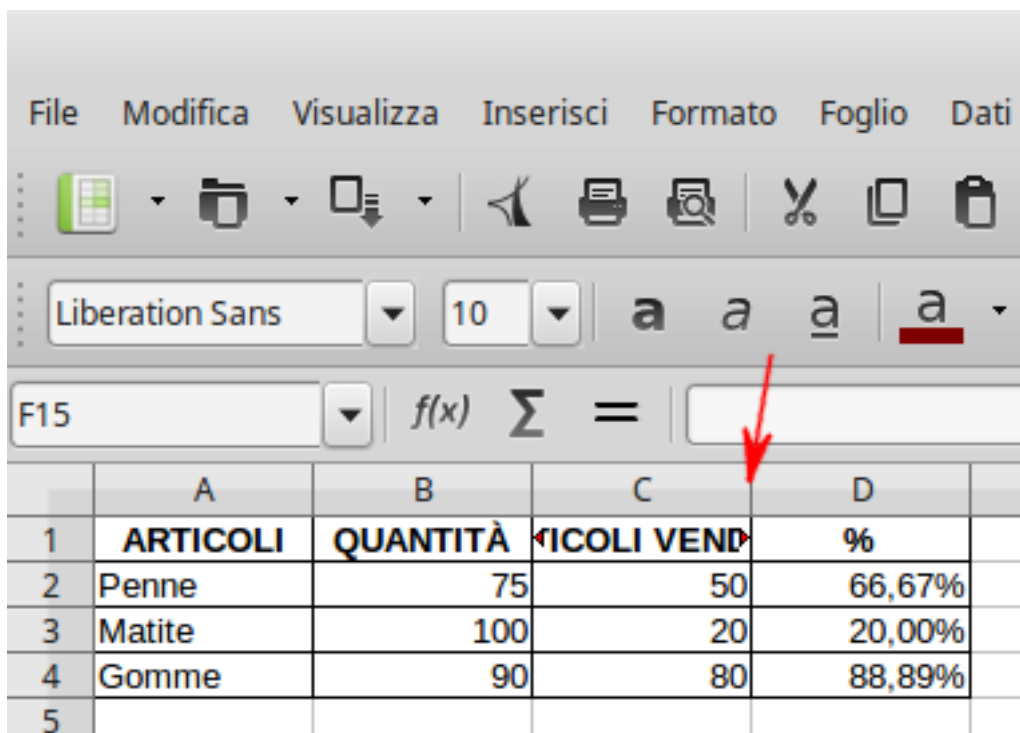 File Modifica Visualizza Inserisci Formato Foglio Dati
Liberation Sans 10 a a a a
F15 f(x) Σ =
A B C D
1 ARTICOLI QUANTITÀ TICOLI VEND %
2 Penne 75 50 66,67%
3 Matite 100 20 20,00%
4 Gomme 90 80 88,89%
5